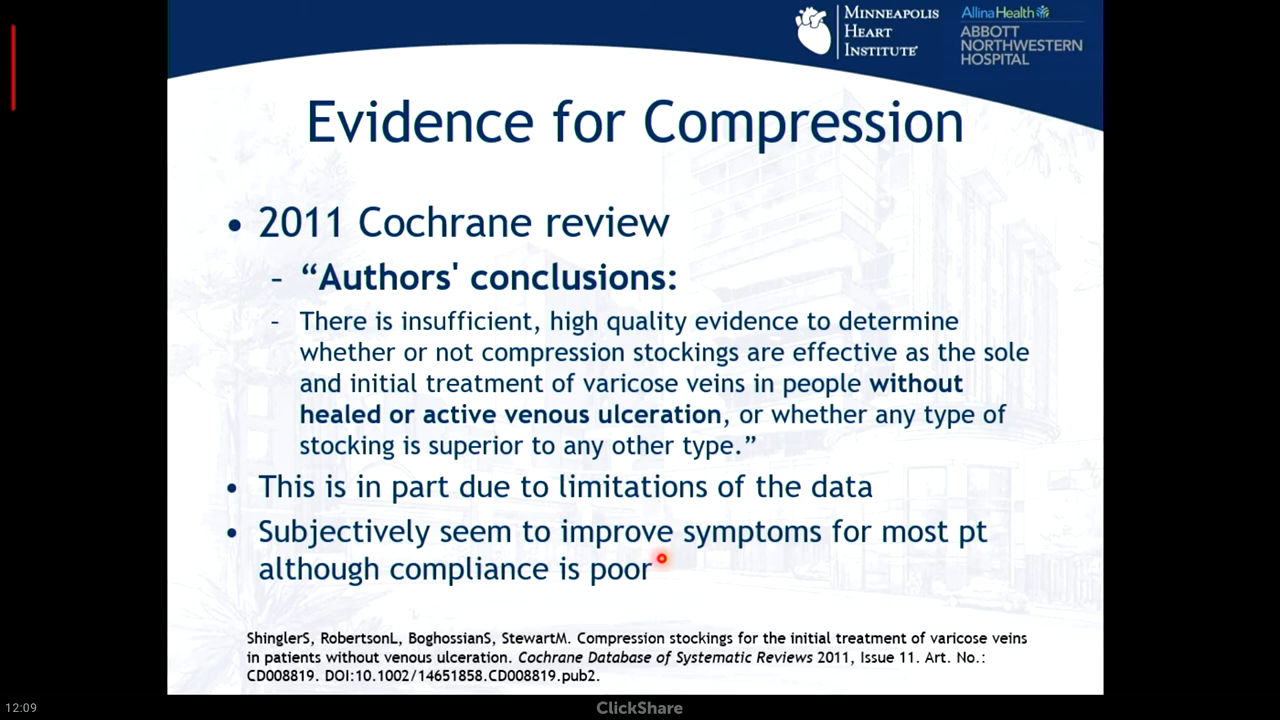 MINNEAPOLIS
HEART
INSTITUTE®
AllinaHealth
ABBOTT
NORTHWESTERN
HOSPITAL
Evidence for Compression
• 2011 Cochrane review
– “Authors' conclusions:
– There is insufficient, high quality evidence to determine
whether or not compression stockings are effective as the sole
and initial treatment of varicose veins in people without
healed or active venous ulceration, or whether any type of
stocking is superior to any other type.”
• This is in part due to limitations of the data
• Subjectively seem to improve symptoms for most pt
although compliance is poor
ShinglerS, RobertsonL, BoghossianS, StewartM. Compression stockings for the initial treatment of varicose veins
in patients without venous ulceration. Cochrane Database of Systematic Reviews 2011, Issue 11. Art. No.:
CD008819. DOI:10.1002/14651858.CD008819.pub2.
12:09
ClickShare